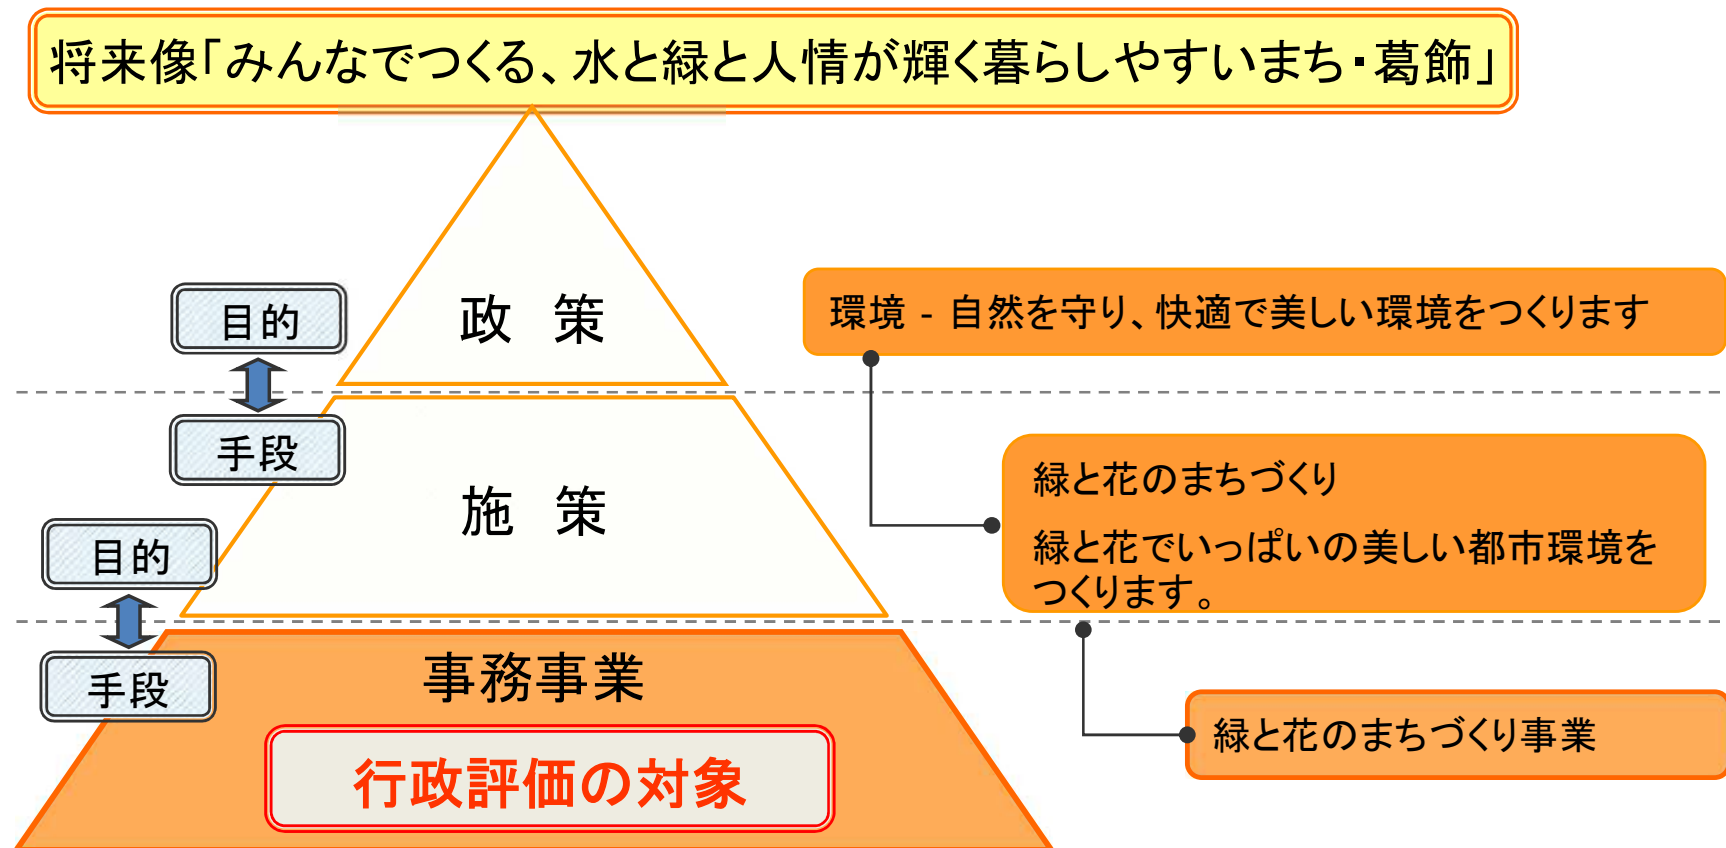 将来像「みんなでつくる、水と緑と人情が輝く暮らしやすいまち・葛飾」
目的
政 策
環境 - 自然を守り、快適で美しい環境をつくります
手段
施 策
緑と花のまちづくり
緑と花でいっぱいの美しい都市環境を
つくります。
目的
手段
事務事業
緑と花のまちづくり事業
行政評価の対象